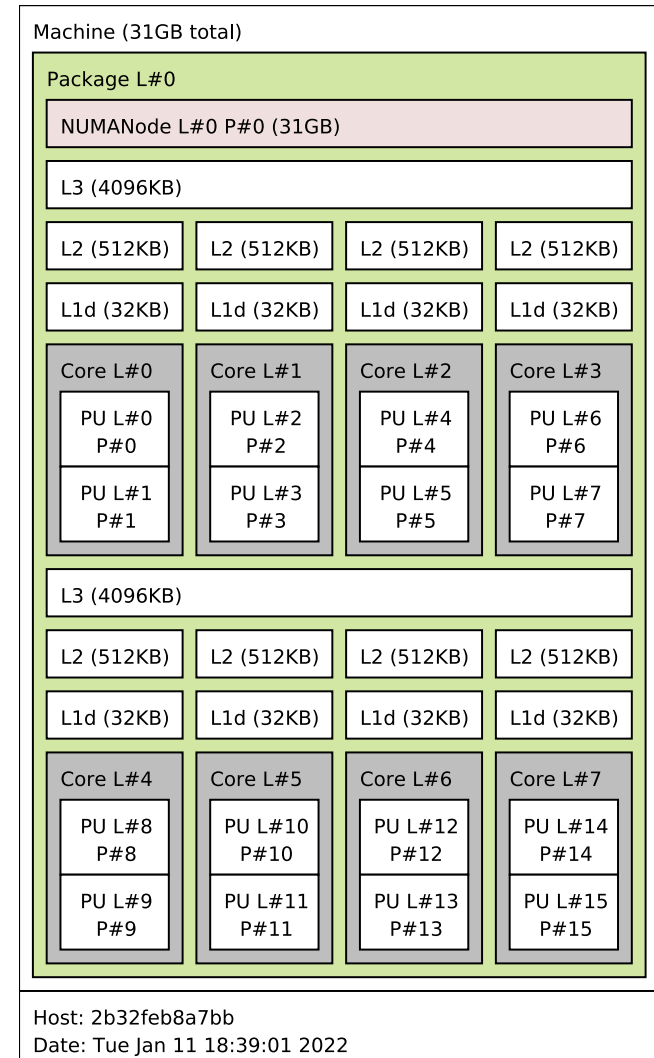 Machine (31GB total)
Package L#0
NUMANode L#0 P#0 (31GB)
L3 (4096KB)
L2 (512KB) L2 (512KB) L2 (512KB) L2 (512KB)
L1d (32KB) L1d (32KB) L1d (32KB) L1d (32KB)
Core L#0 Core L#1 Core L#2 Core L#3
PU L#0 PU L#2 PU L#4 PU L#6
P#0 P#2 P#4 P#6
PU L#1 PU L#3 PU L#5 PU L#7
P#1 P#3 P#5 P#7
L3 (4096KB)
L2 (512KB) L2 (512KB) L2 (512KB) L2 (512KB)
L1d (32KB) L1d (32KB) L1d (32KB) L1d (32KB)
Core L#4 Core L#5 Core L#6 Core L#7
PU L#8 PU L#10 PU L#12 PU L#14
P#8 P#10 P#12 P#14
PU L#9 PU L#11 PU L#13 PU L#15
P#9 P#11 P#13 P#15
Host: 2b32feb8a7bb
Date: Tue Jan 11 18:39:01 2022